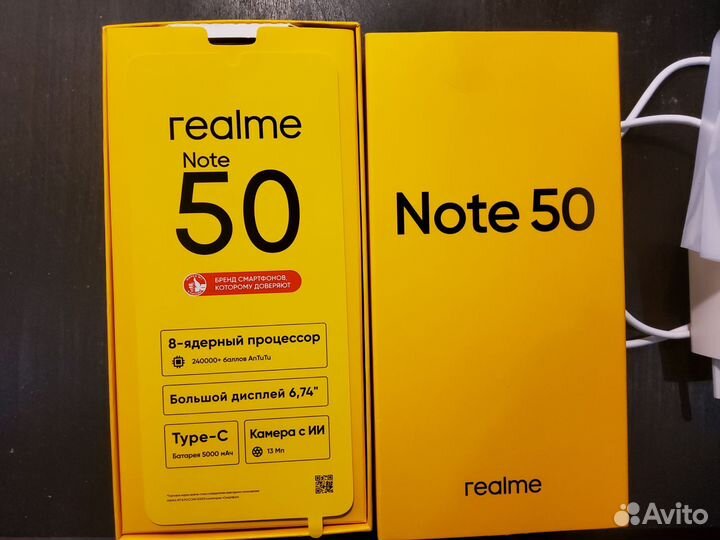 realme
Note
50
БРЕНД СМАРТФОНОВ,
КОТОРОМУ ДОВЕРЯЮТ
8-ядерный процессор
240000+ баллов AnTuTu
Большой дисплей 6,74"
Type-C
Батарея 5000 мАч
Камера с ИИ
13 Мп
Note 50
realme
Avito